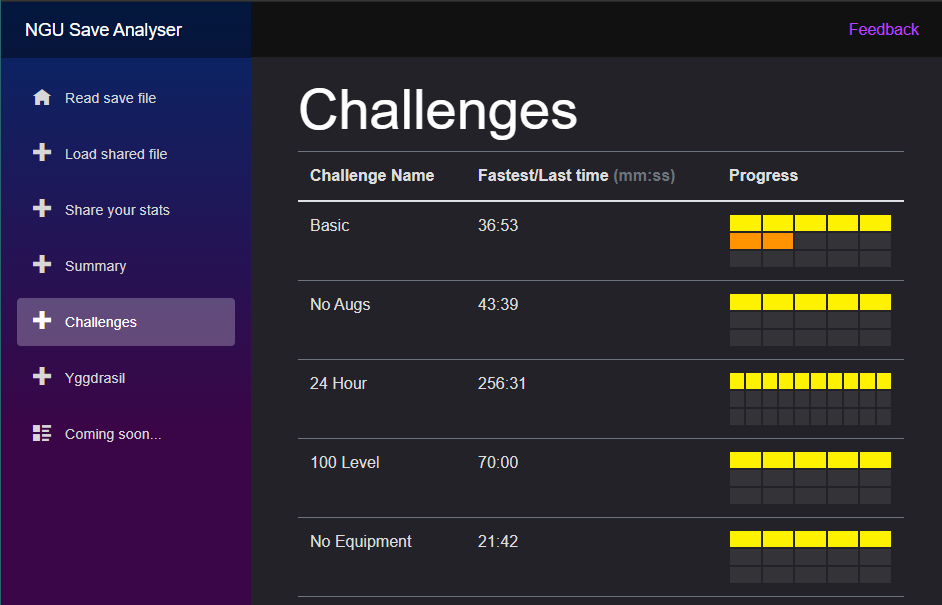 NGU Save Analyser
Feedback
Read save file
Load shared file
Share your stats
Summary
Challenges
Yggdrasil
Coming soon...
Challenges
Challenge Name Fastest/Last time (mm:ss) Progress
Basic 36:53
No Augs 43:39
24 Hour 256:31
100 Level 70:00
No Equipment 21:42